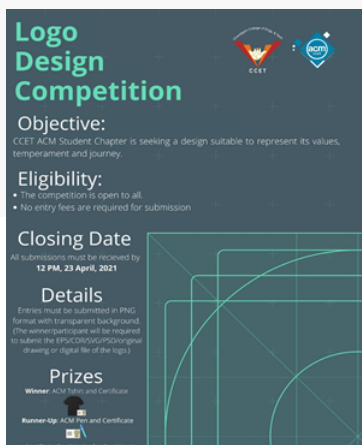 Logo
Design
Competition
CCET
acm
Objective:
CCET ACM Student Chapter is seeking a design suitable to represent its values,
temperament and journey.
Eligibility:
• The competition is open to all.
• No entry fees are required for submission
Closing Date
All submissions must be recieved by
12 PM, 23 April, 2021
Details
Entries must be submitted in PNG
format with transparent background.
(The winner/participant will be required
to submit the EPS/CDR/SVG/PSD/original
drawing or digital file of the logo.)
Prizes
Winner: ACM Tshirt and Certificate
Runner-Up: ACM Pen and Certificate